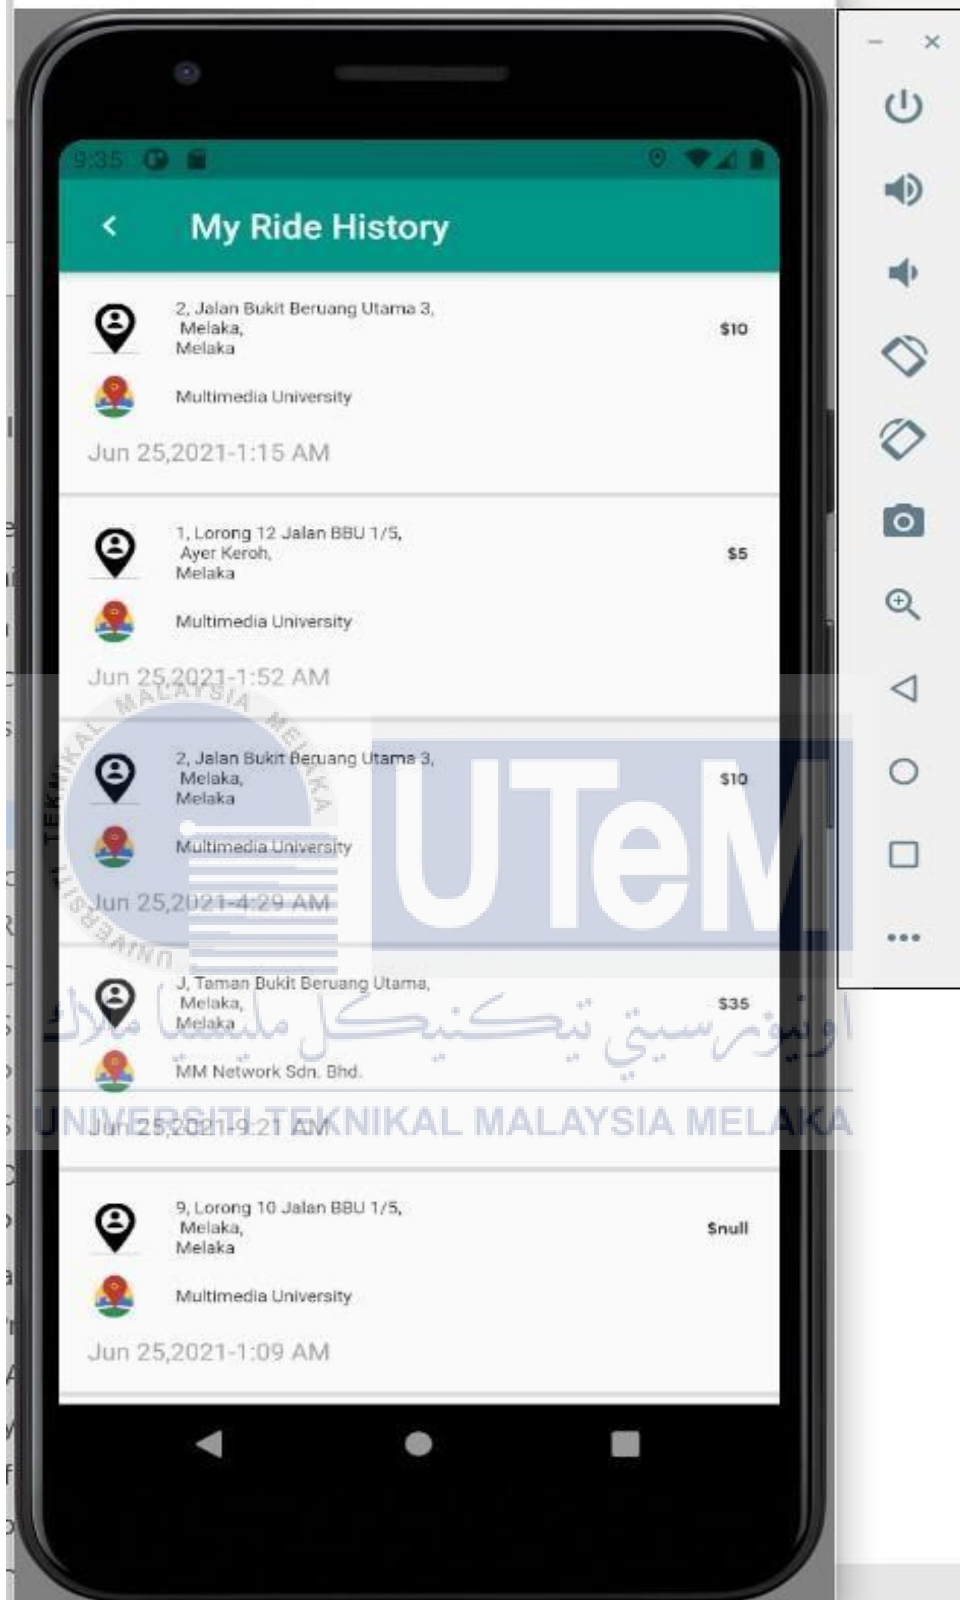 9:35
My Ride History
2, Jalan Bukit Beruang Utama 3,
Melaka,
Melaka
$10
Multimedia University
Jun 25,2021-1:15 AM
1, Lorong 12 Jalan BBU 1/5,
Ayer Keroh,
Melaka
$5
Multimedia University
Jun 25,2021-1:52 AM
2, Jalan Bukit Beruang Utama 3,
Melaka,
Melaka
$10
Multimedia University
Jun 25,2021-4:29 AM
J, Taman Bukit Beruang Utama,
Melaka,
Melaka
$35
MM Network Sdn. Bhd.
Jun 25,2021-9:21 AM
9, Lorong 10 Jalan BBU 1/5,
Melaka,
Melaka
$null
Multimedia University
Jun 25,2021-1:09 AM
UNIVERSITI TEKNIKAL MALAYSIA MELAKA
UTeM
اونيۏرسيتي تيكنيكل مليسيا ملاك
UNIVERSITI TEKNIKAL MALAYSIA MELAKA